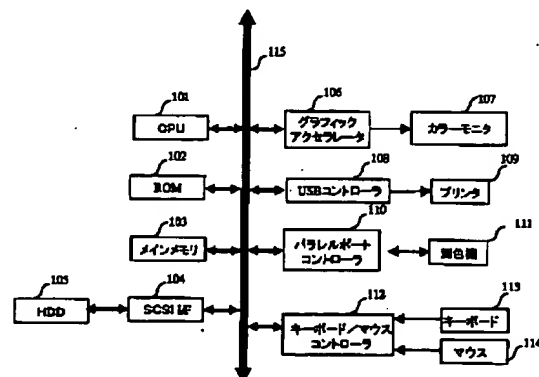 115
101
CPU
106
グラフィック
アクセラレータ
107
カラーモニタ
102
ROM
108
USBコントローラ
109
プリンタ
103
メインメモリ
110
パラレルポート
コントローラ
111
測色機
105
HDD
104
SCSI I/F
112
キーボード/マウス
コントローラ
113
キーボード
マウス
114